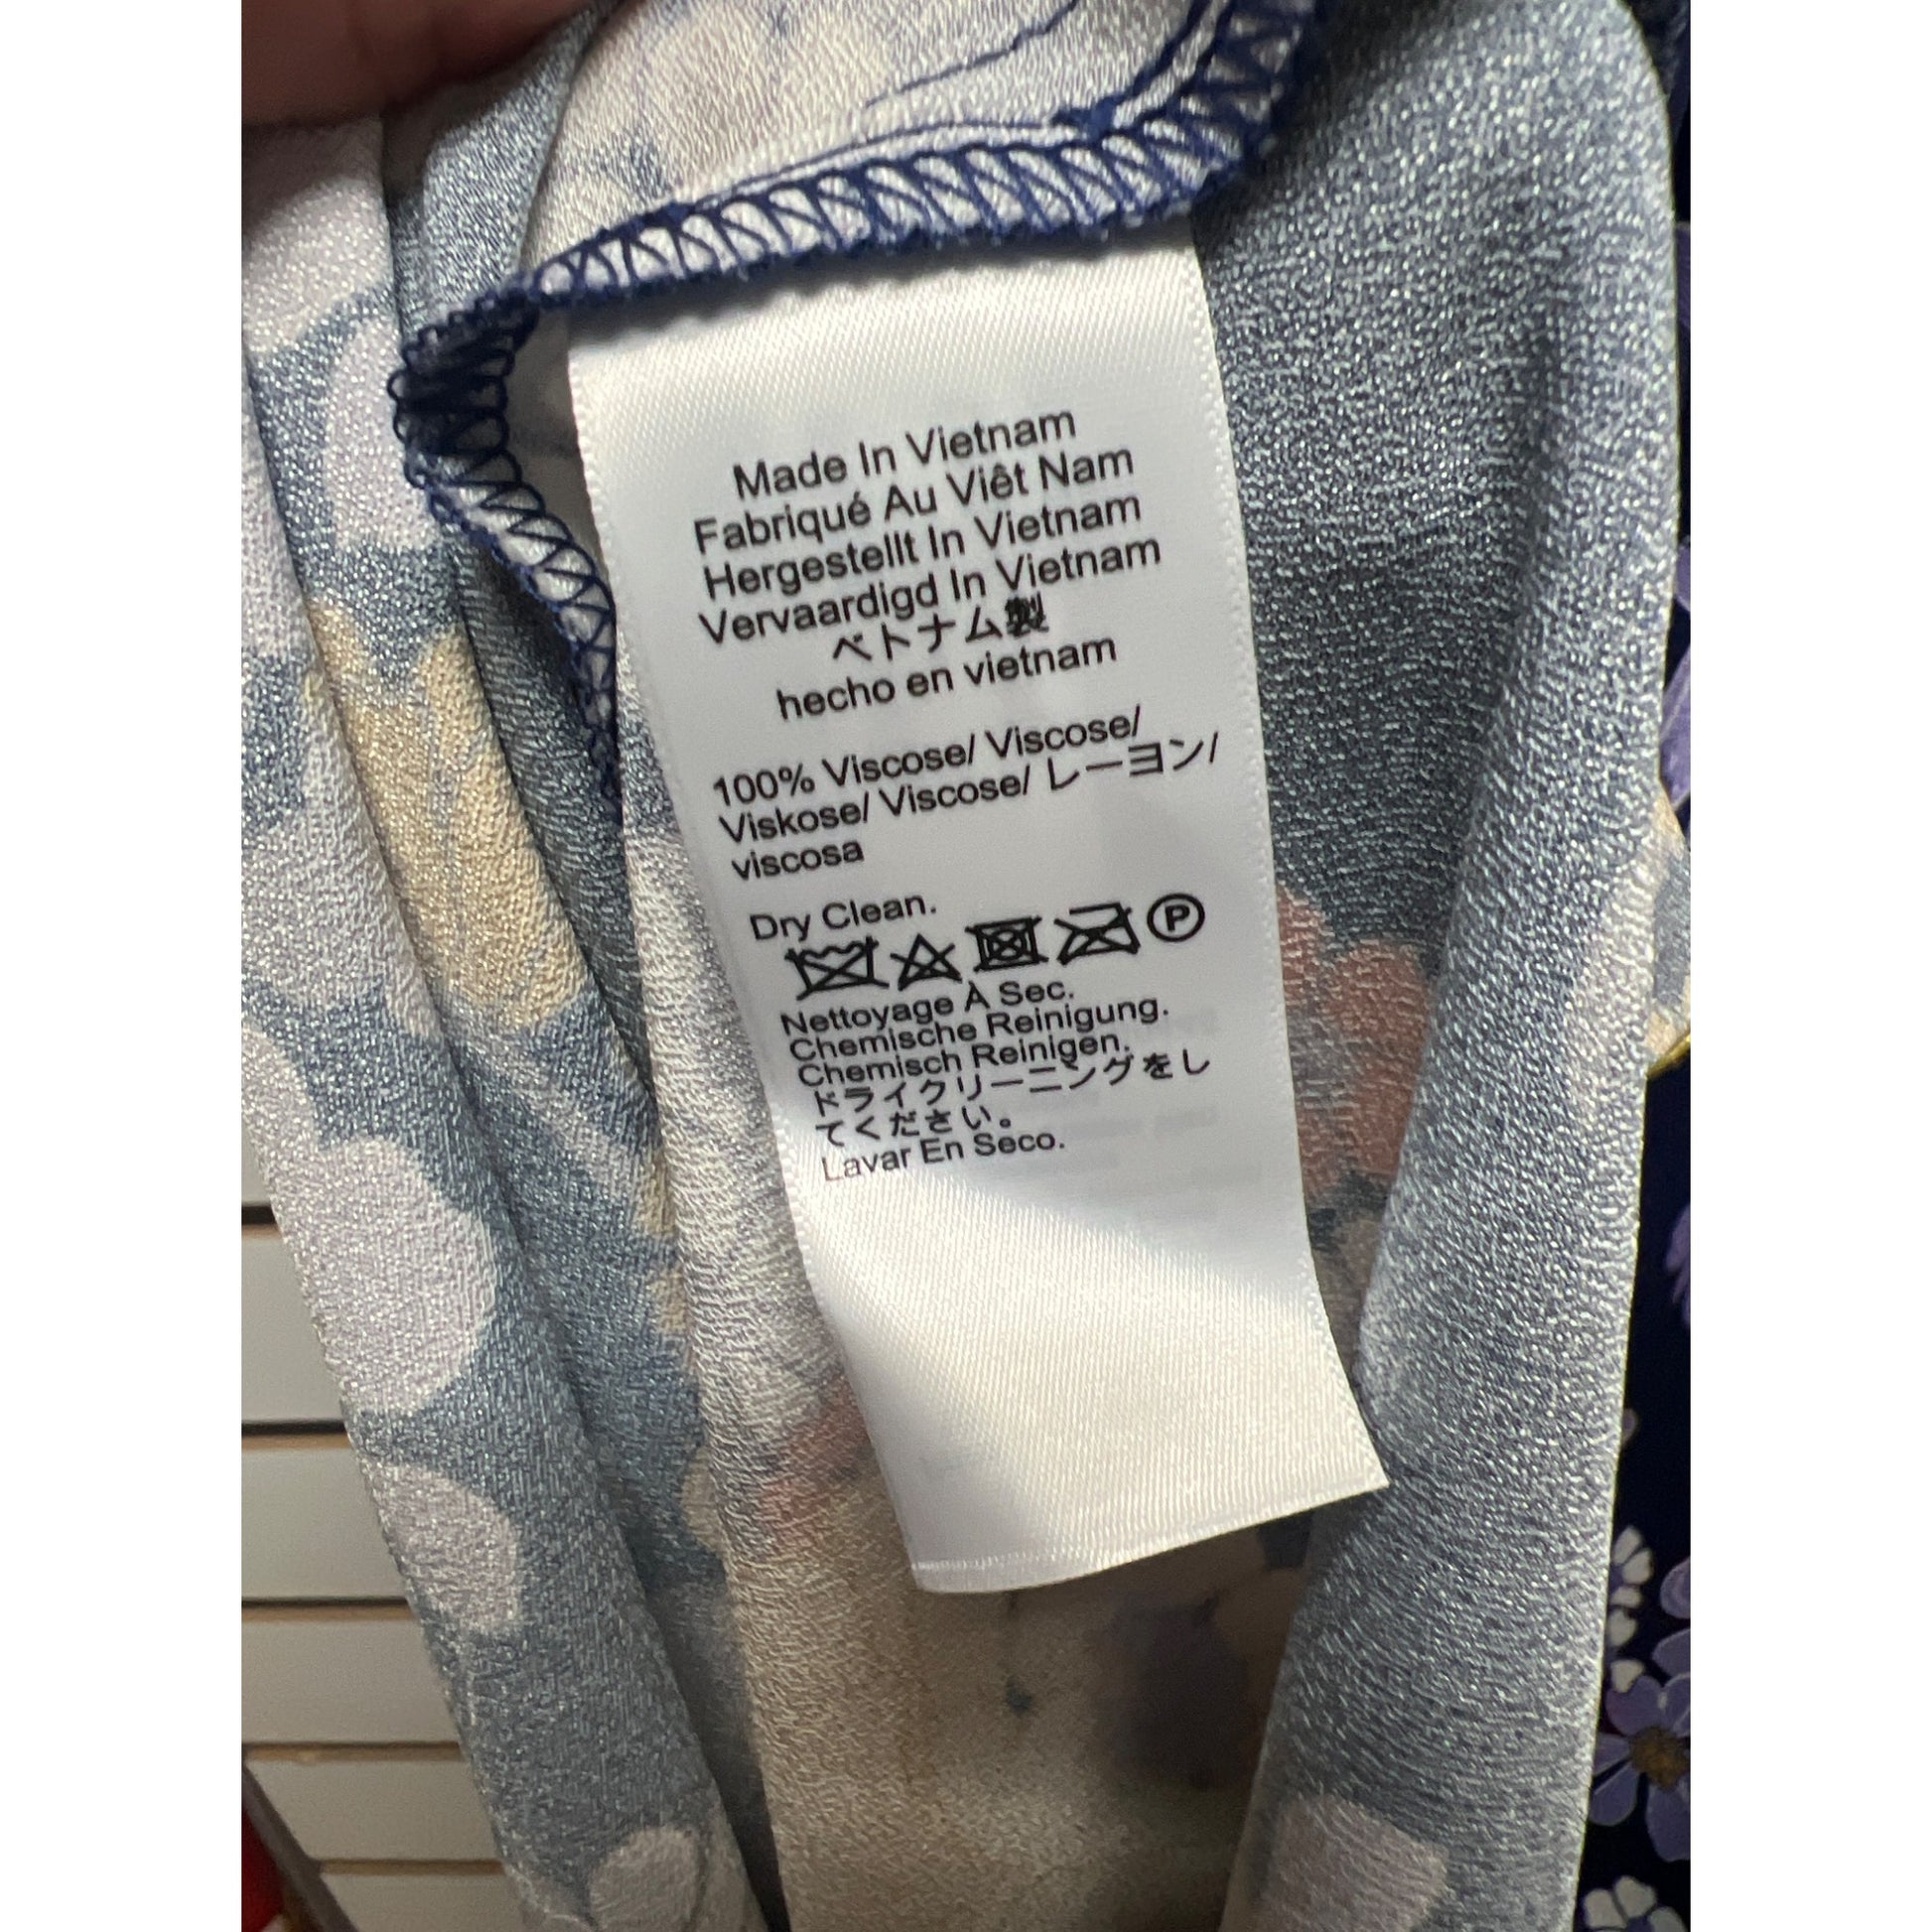 Made In Vietnam
Fabriqué Au Viêt Nam
Hergestellt In Vietnam
Vervaardigd In Vietnam
ベトナム製
hecho en vietnam
100% Viscose/ Viscose/
Viskose/ Viscose/ レーヨン/
viscosa
Dry Clean.
P
Nettoyage À Sec.
Chemische Reinigung.
Chemisch Reinigen.
ドライクリーニングをし
てください。
Lavar En Seco.